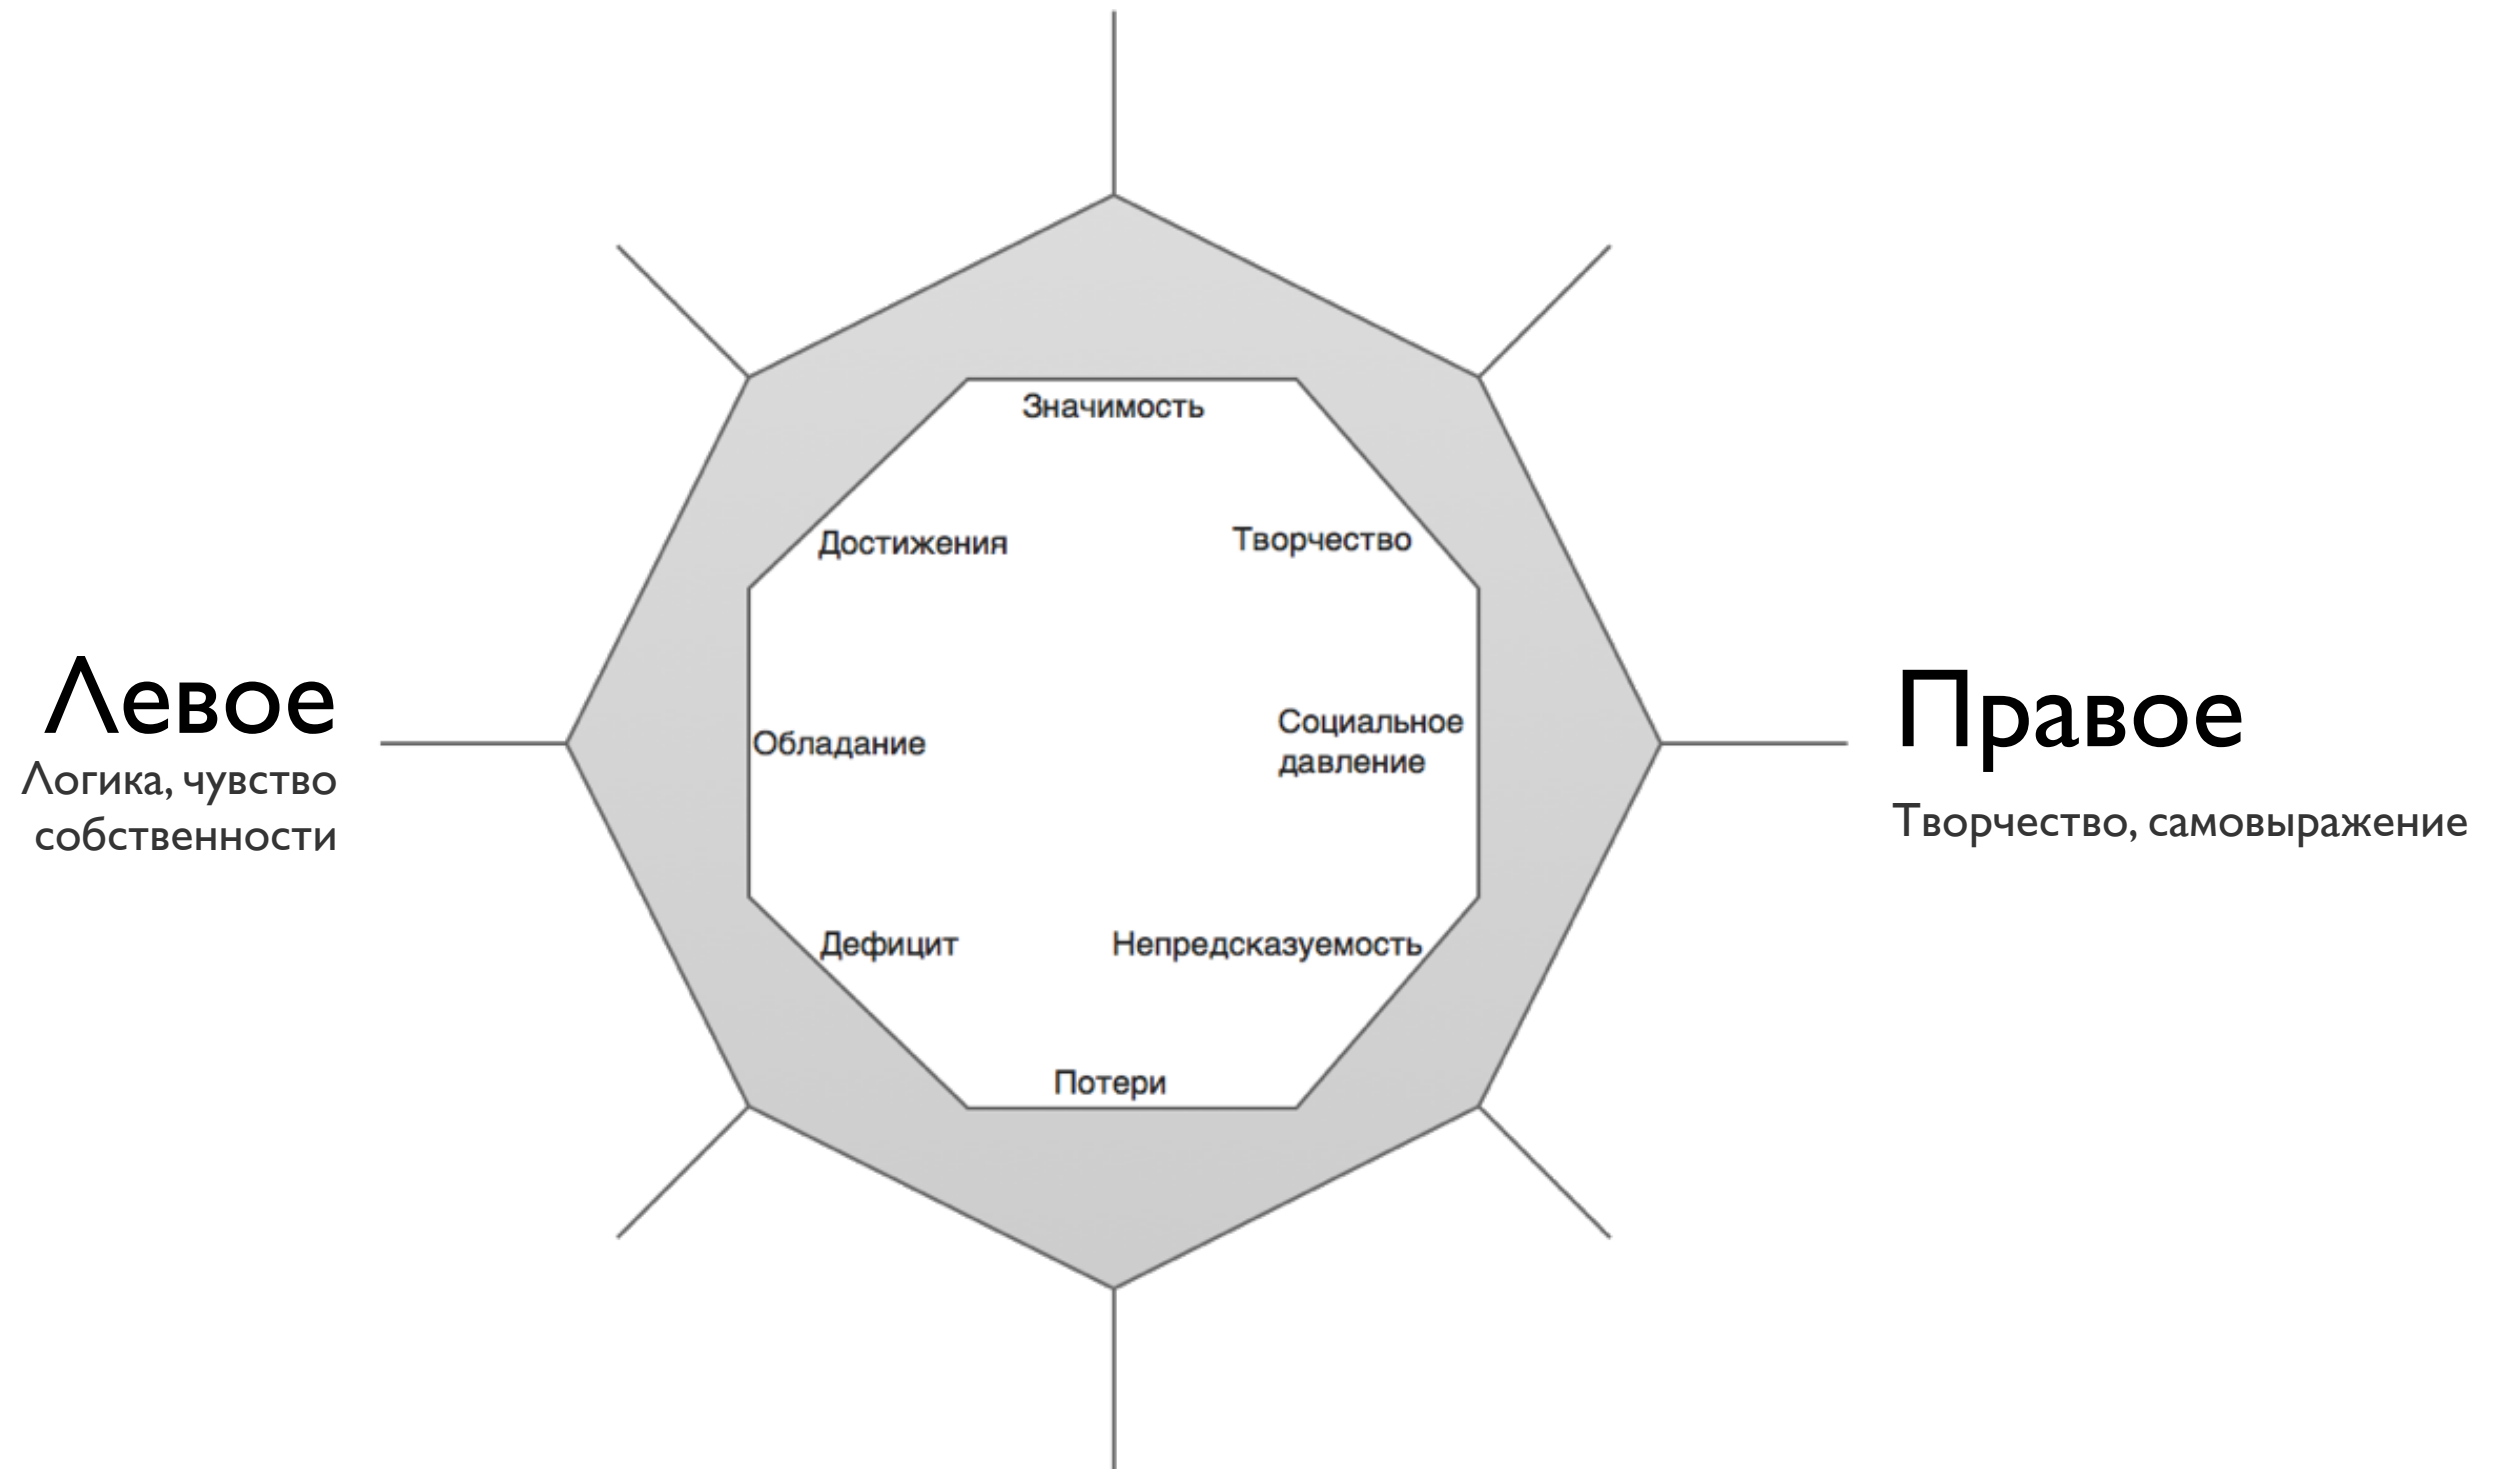 Значимость
Достижения
Творчество
Левое
Логика, чувство
собственности
Обладание
Социальное
давление
Правое
Творчество, самовыражение
Дефицит
Непредсказуемость
Потери